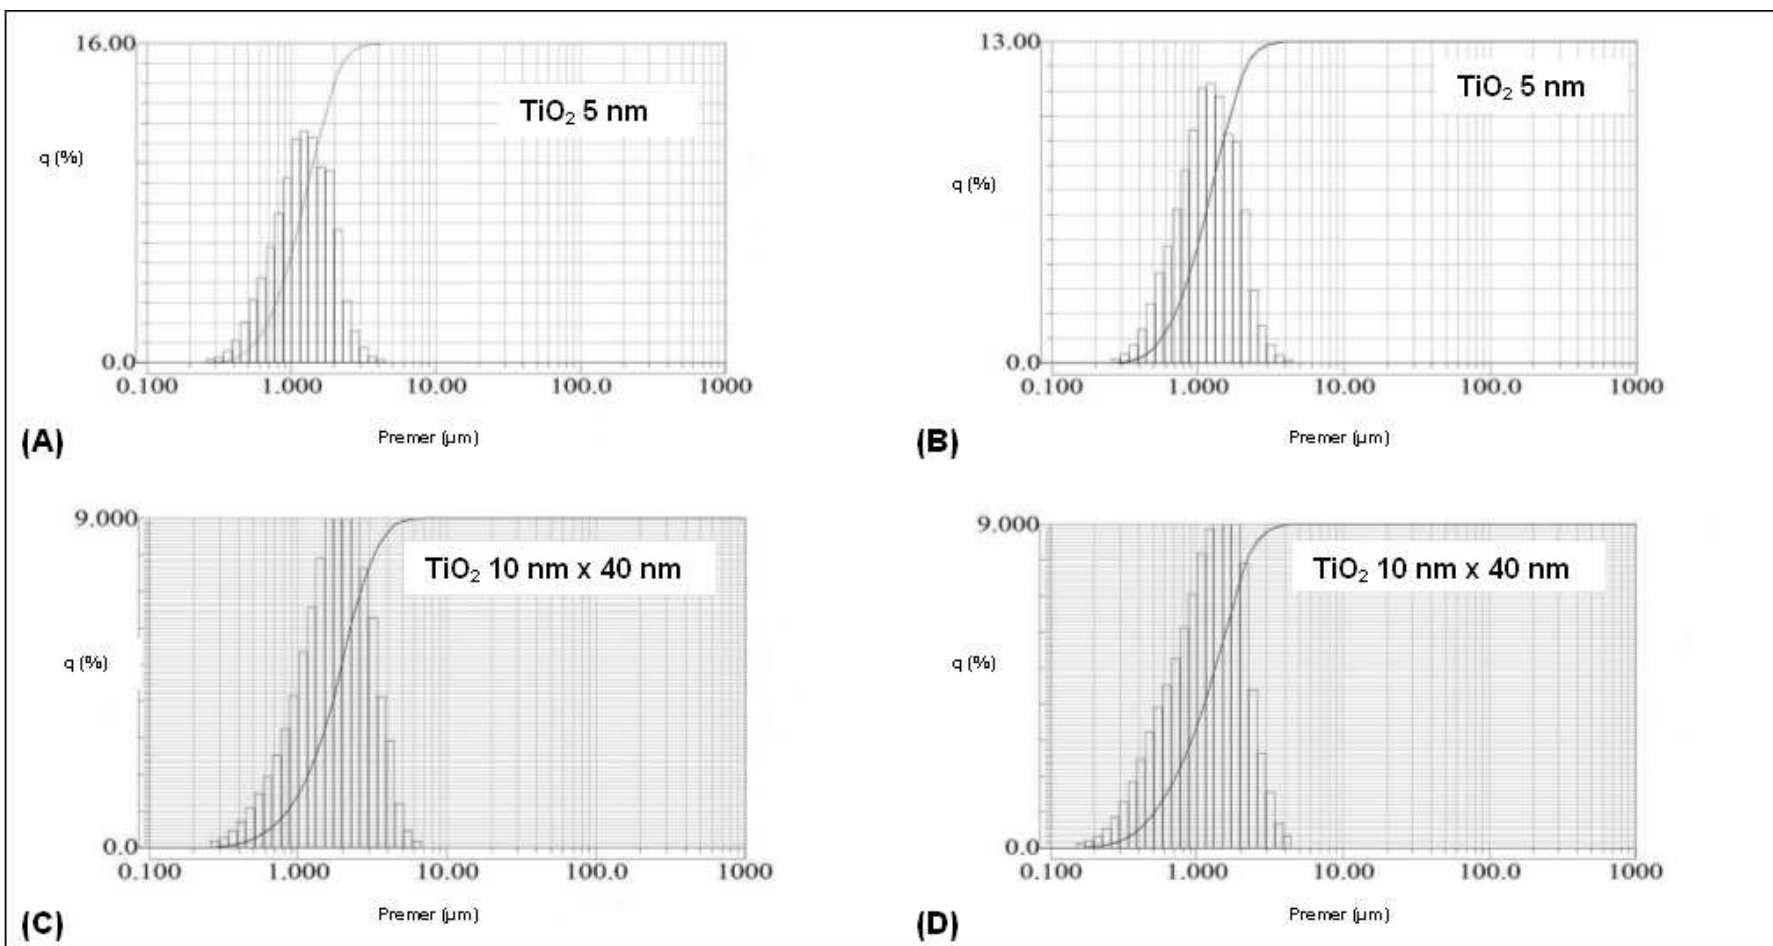 16.00
TiO₂ 5 nm
q (%)
0.0
0.100 1.000 10.00 100.0 1000
(A)
Premer (µm)
13.00
TiO₂ 5 nm
q (%)
0.0
0.100 1.000 10.00 100.0 1000
(B)
Premer (µm)
9.000
TiO₂ 10 nm x 40 nm
q (%)
0.0
0.100 1.000 10.00 100.0 1000
(C)
Premer (µm)
9.000
TiO₂ 10 nm x 40 nm
q (%)
0.0
0.100 1.000 10.00 100.0 1000
(D)
Premer (µm)